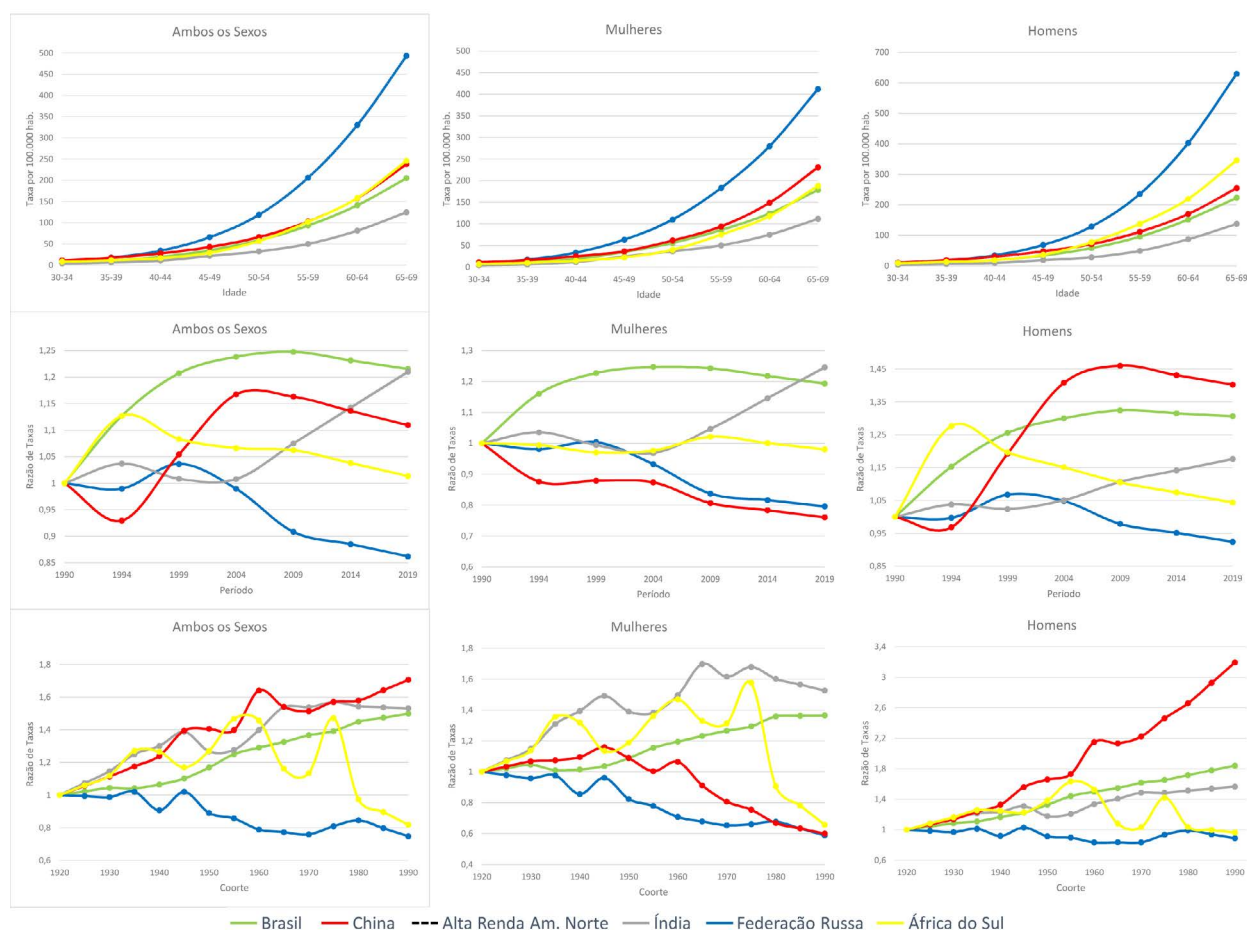 Ambos os Sexos
Taxa por 100.000 hab.
500
450
400
350
300
250
200
150
100
50
0
30-34 35-39 40-44 45-49 50-54 55-59 60-64 65-69
Idade
Mulheres
Taxa por 100.000 hab.
500
450
400
350
300
250
200
150
100
50
0
30-34 35-39 40-44 45-49 50-54 55-59 60-64 65-69
Idade
Homens
Taxa por 100.000 hab.
700
600
500
400
300
200
100
0
30-34 35-39 40-44 45-49 50-54 55-59 60-64 65-69
Idade
Ambos os Sexos
Razão de Taxas
1,25
1,2
1,15
1,1
1,05
1
0,95
0,9
0,85
1990 1994 1999 2004 2009 2014 2019
Período
Mulheres
Razão de Taxas
1,3
1,2
1,1
1
0,9
0,8
0,7
0,6
1990 1994 1999 2004 2009 2014 2019
Período
Homens
Razão de Taxas
1,45
1,35
1,25
1,15
1,05
0,95
0,85
1990 1994 1999 2004 2009 2014 2019
Período
Ambos os Sexos
Razão de Taxas
1,8
1,6
1,4
1,2
1
0,8
0,6
1920 1930 1940 1950 1960 1970 1980 1990
Coorte
Mulheres
Razão de Taxas
1,8
1,6
1,4
1,2
1
0,8
0,6
0,4
1920 1930 1940 1950 1960 1970 1980 1990
Coorte
Homens
Razão de Taxas
3,4
3
2,6
2,2
1,8
1,4
1
0,6
1920 1930 1940 1950 1960 1970 1980 1990
Coorte
Brasil China Alta Renda Am. Norte Índia Federação Russa África do Sul